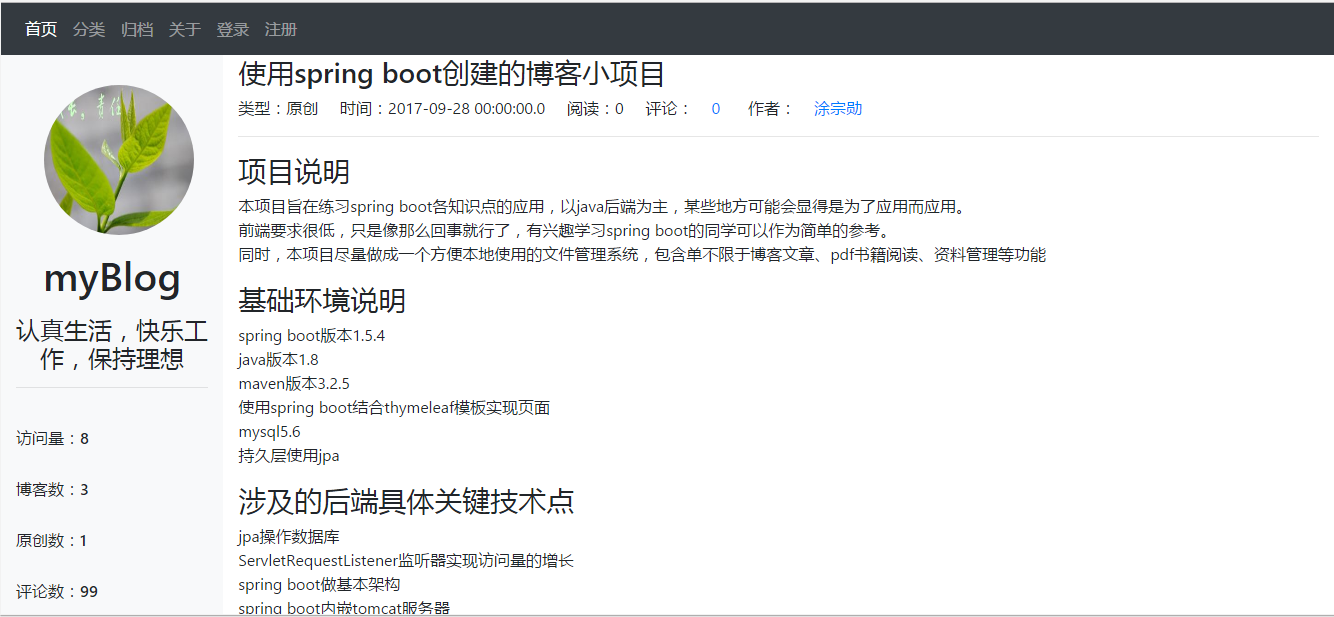 首页 分类 归档 关于 登录 注册
责任
myBlog
认真生活，快乐工
作，保持理想
访问量：8
博客数：3
原创数：1
评论数：99
使用spring boot创建的博客小项目
类型：原创 时间：2017-09-28 00:00:00.0 阅读：0 评论： 0 作者： 涂宗勋
项目说明
本项目旨在练习spring boot各知识点的应用，以java后端为主，某些地方可能会显得是为了应用而应用。
前端要求很低，只是像那么回事就行了，有兴趣学习spring boot的同学可以作为简单的参考。
同时，本项目尽量做成一个方便本地使用的文件管理系统，包含单不限于博客文章、pdf书籍阅读、资料管理等功能
基础环境说明
spring boot版本1.5.4
java版本1.8
maven版本3.2.5
使用spring boot结合thymeleaf模板实现页面
mysql5.6
持久层使用jpa
涉及的后端具体关键技术点
jpa操作数据库
ServletRequestListener监听器实现访问量的增长
spring boot做基本架构
spring boot内嵌tomcat服务器